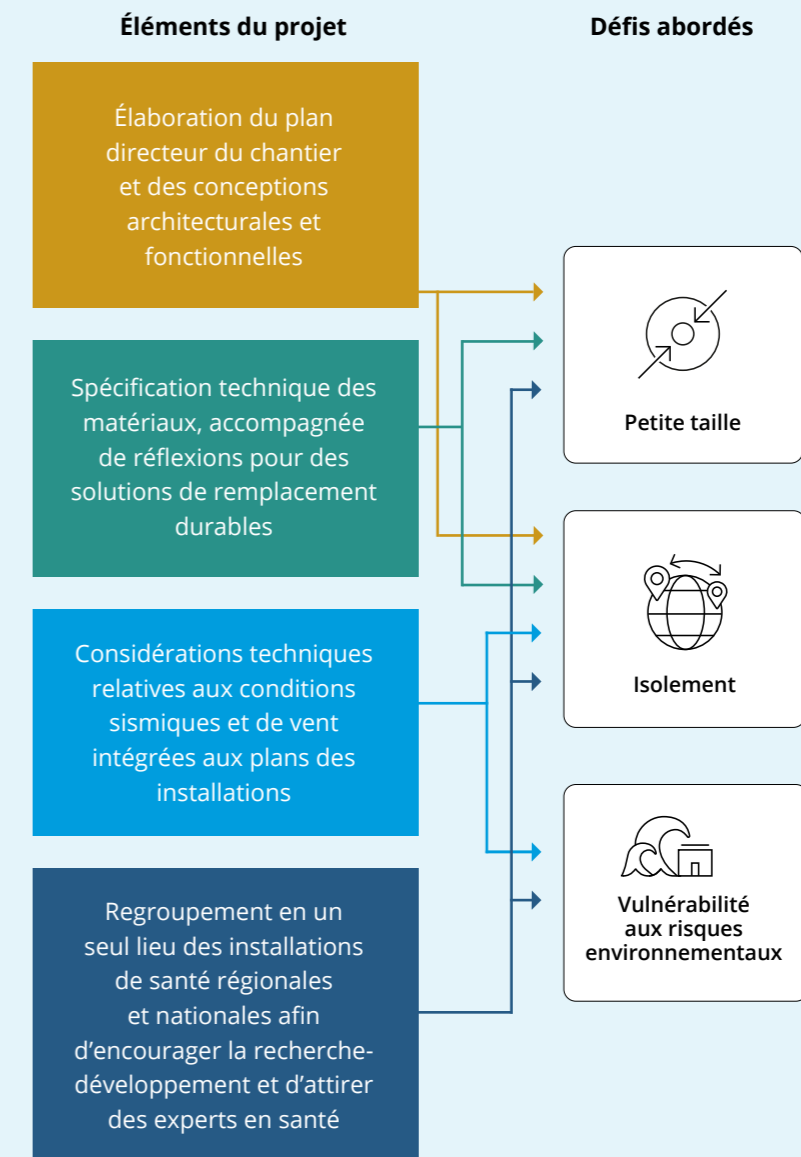 Éléments du projet
Défis abordés
Élaboration du plan
directeur du chantier
et des conceptions
architecturales et
fonctionnelles
Spécification technique des
matériaux, accompagnée
de réflexions pour des
solutions de remplacement
durables
Considérations techniques
relatives aux conditions
sismiques et de vent
intégrées aux plans des
installations
Regroupement en un
seul lieu des installations
de santé régionales
et nationales afin
d’encourager la recherche-
développement et d’attirer
des experts en santé
Petite taille
Isolement
Vulnérabilité
aux risques
environnementaux